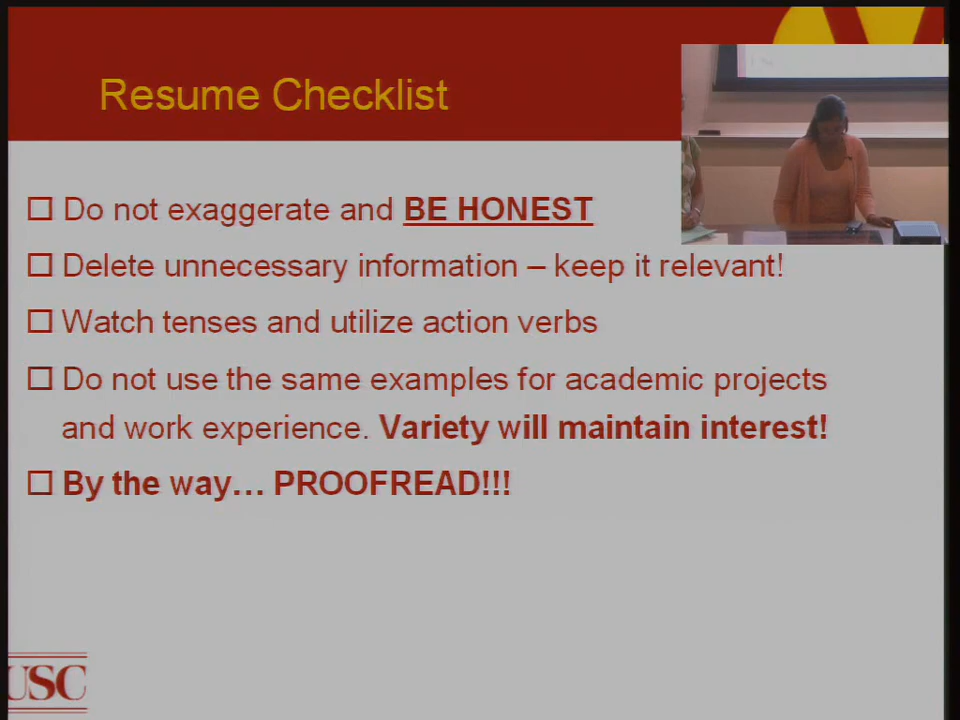 Resume Checklist
Do not exaggerate and BE HONEST
Delete unnecessary information – keep it relevant!
Watch tenses and utilize action verbs
Do not use the same examples for academic projects
and work experience. Variety will maintain interest!
By the way… PROOFREAD!!!
USC